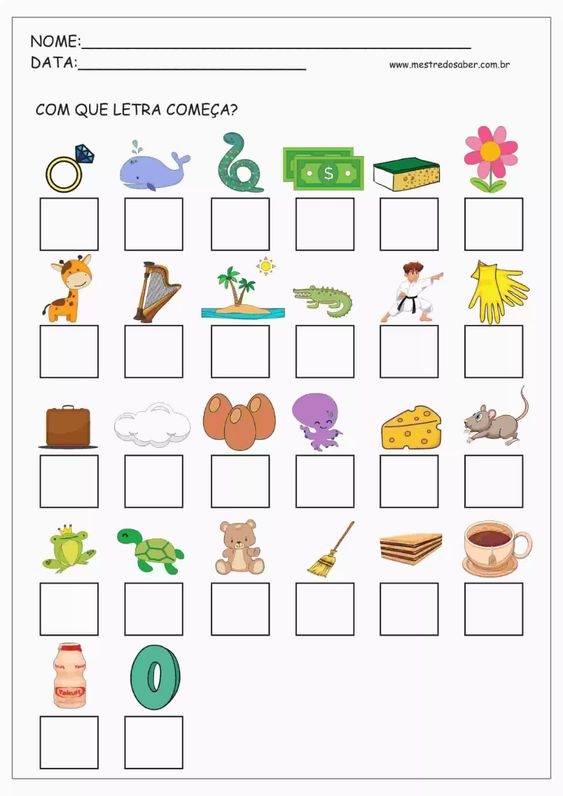 NOME:
DATA:
www.mestredosaber.com.br
COM QUE LETRA COMEÇA?
$
Yakult
0